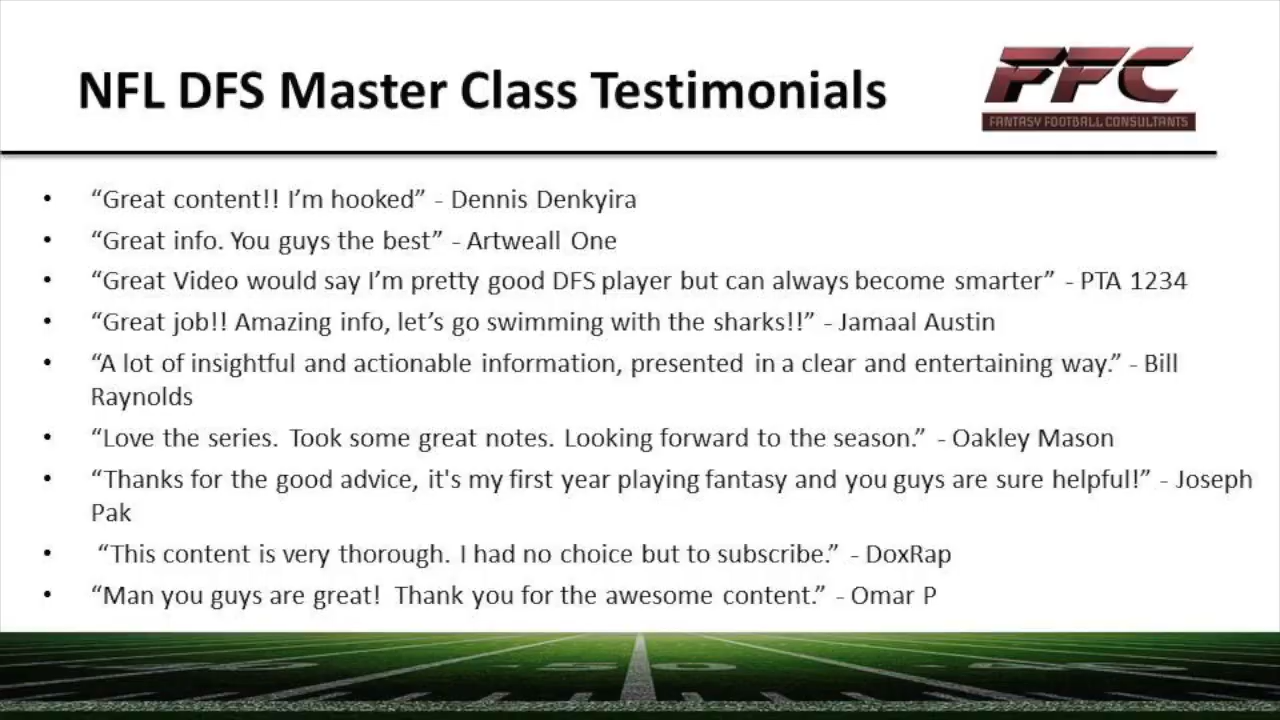 NFL DFS Master Class Testimonials
FFC
FANTASY FOOTBALL CONSULTANTS
• “Great content!! I’m hooked” - Dennis Denkyira
• “Great info. You guys the best” - Artweall One
• “Great Video would say I’m pretty good DFS player but can always become smarter” - PTA 1234
• “Great job!! Amazing info, let’s go swimming with the sharks!!” - Jamaal Austin
• “A lot of insightful and actionable information, presented in a clear and entertaining way.” - Bill
Raynolds
• “Love the series. Took some great notes. Looking forward to the season.” - Oakley Mason
• “Thanks for the good advice, it's my first year playing fantasy and you guys are sure helpful!” - Joseph
Pak
• “This content is very thorough. I had no choice but to subscribe.” - DoxRap
• “Man you guys are great! Thank you for the awesome content.” - Omar P
50